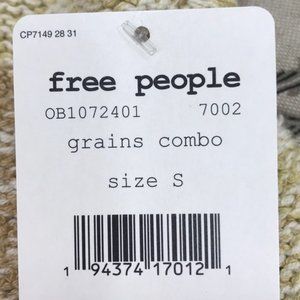 CP7149 28 31
free people
OB1072401 7002
grains combo
size S
1 94374 17012 1